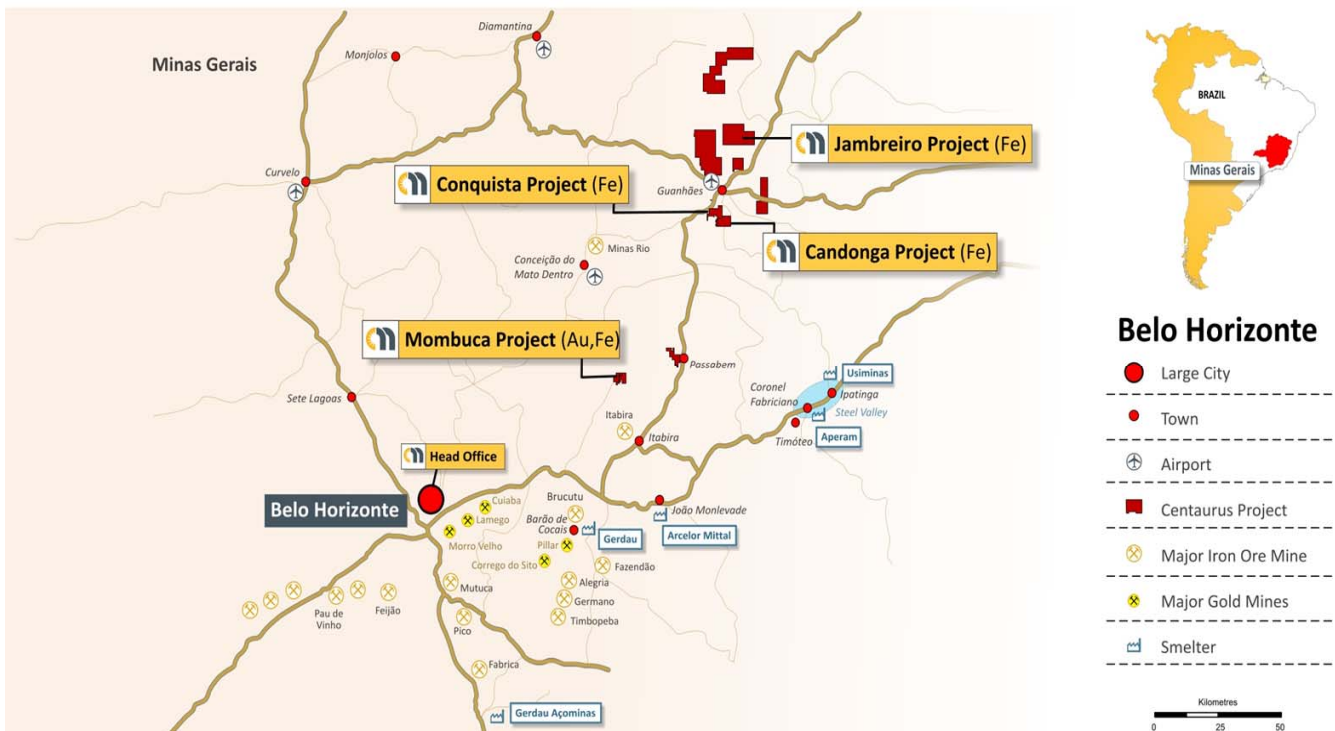 Diamantina
Monjolos
Minas Gerais
Jambreiro Project (Fe)
Curvelo
Conquista Project (Fe)
Guanhães
Candonga Project (Fe)
Minas Rio
Conceição do
Mato Dentro
Mombuca Project (Au,Fe)
Passabem
Usiminas
Coronel
Fabriciano
Ipatinga
Steel Valley
Sete Lagoas
Itabira
Itabira
Timóteo
Aperam
Head Office
Belo Horizonte
Cuiaba
Lamego
Morro Velho
Brucutu
Barão de
Cocais
Gerdau
João Monlevade
Arcelor Mittal
Pillar
Corrego do Sito
Fazendão
Mutuca
Alegria
Germano
Timbopeba
Pau de
Vinho
Feijão
Pico
Fabrica
Gerdau Açominas
BRAZIL
Minas Gerais
Belo Horizonte
Large City
Town
Airport
Centaurus Project
Major Iron Ore Mine
Major Gold Mines
Smelter
Kilometres
0 25 50